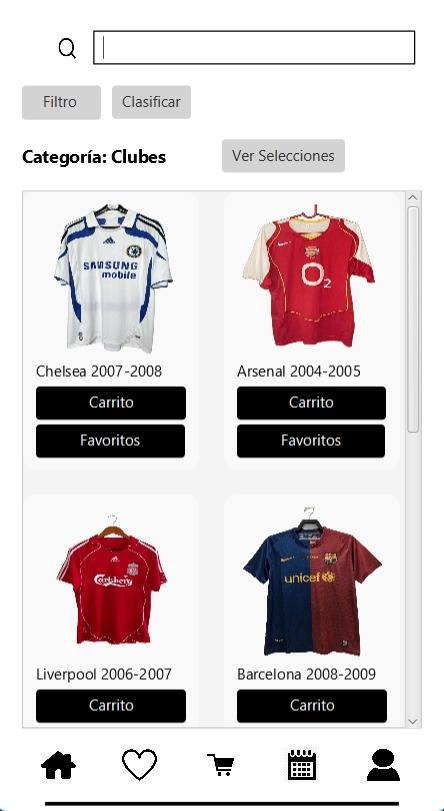 Filtro
Clasificar
Categoría: Clubes
Ver Selecciones
SAMSUNG
mobile
O2
Chelsea 2007-2008
Arsenal 2004-2005
Carrito
Carrito
Favoritos
Favoritos
Carlsberg
unicef
Liverpool 2006-2007
Barcelona 2008-2009
Carrito
Carrito